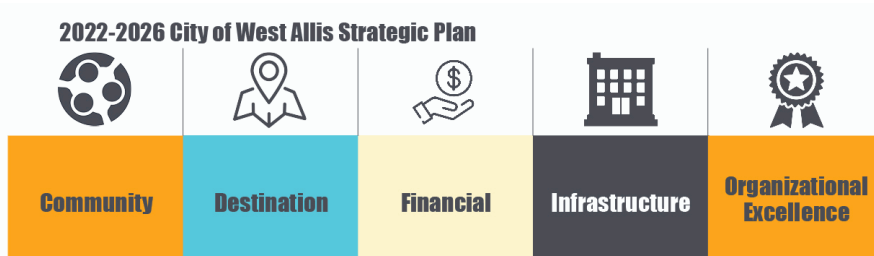 2022-2026 City of West Allis Strategic Plan
$
Community
Destination
Financial
Infrastructure
Organizational
Excellence